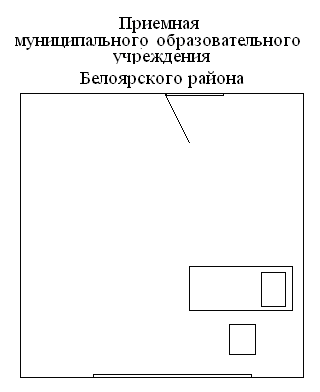 Приемная
муниципального образовательного
учреждения
Белоярского района